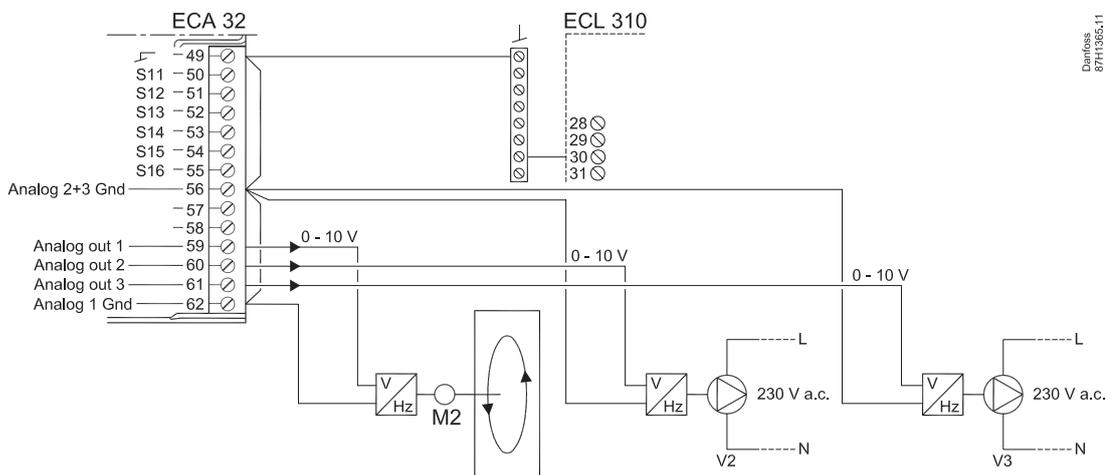 ECA 32
ECL 310
Danfoss
87H1365.11
49
S11 50
S12 51
S13 52
S14 53
S15 54
S16 55
Analog 2+3 Gnd 56
57
58
Analog out 1 59
Analog out 2 60
Analog out 3 61
Analog 1 Gnd 62
28
29
30
31
0 - 10 V
0 - 10 V
0 - 10 V
V
Hz
M2
V
Hz
L
230 V a.c.
N
V2
V
Hz
L
230 V a.c.
N
V3